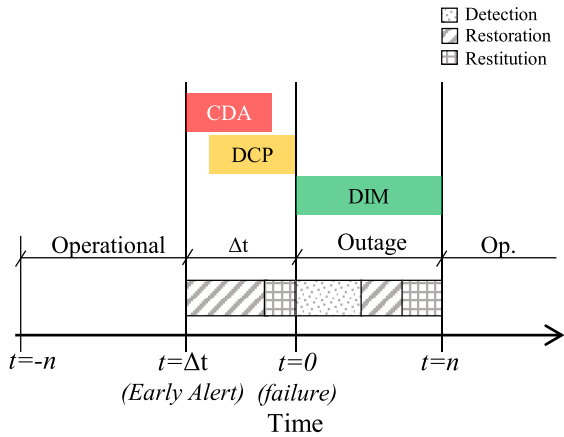 Detection
Restoration
Restitution
CDA
DCP
DIM
Operational Δt Outage Op.
t=-n t=Δt t=0 t=n
(Early Alert) (failure)
Time